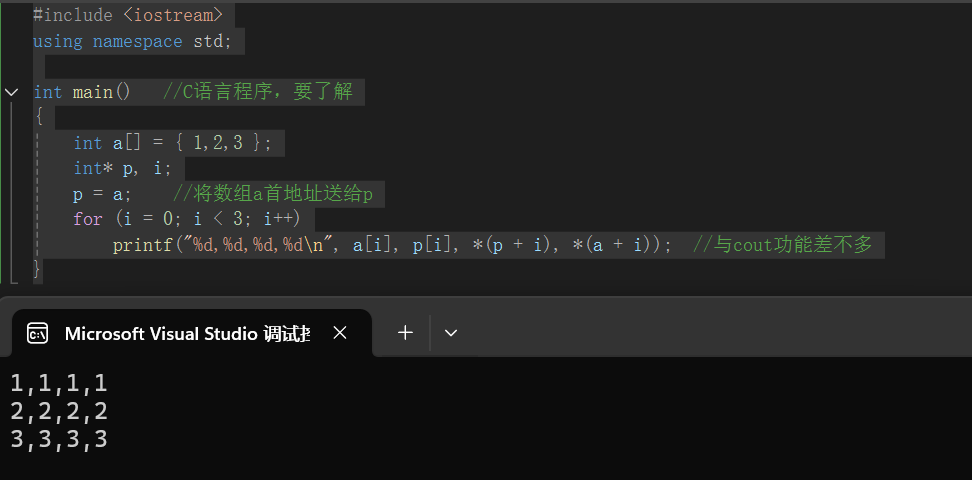 #include <iostream>
using namespace std;
int main() //C语言程序，要了解
{
int a[] = { 1,2,3 };
int* p, i;
p = a; //将数组a首地址送给p
for (i = 0; i < 3; i++)
printf("%d,%d,%d,%d\n", a[i], p[i], *(p + i), *(a + i)); //与cout功能差不多
}
Microsoft Visual Studio 调试
1,1,1,1
2,2,2,2
3,3,3,3